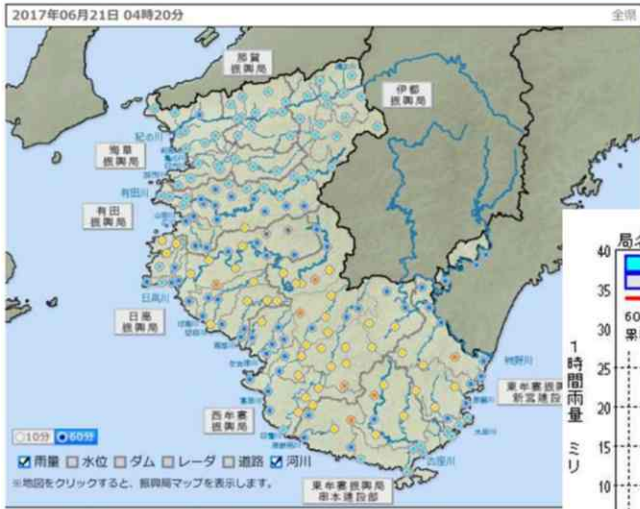 2017年06月21日 04時20分
全県
那賀
振興局
伊都
振興局
紀の川
海草
振興局
有田川
有田
振興局
日高川
日高
振興局
熊野川
東牟婁振興
新宮建設
西牟婁
振興局
古座川
東牟婁振興局
串本建設部
10分 60分
雨量 水位 ダム レーダ 道路 河川
※地図をクリックすると、振興局マップを表示します。
局
40
35
60
30
1時間雨量 ミリ
25
20
15
10